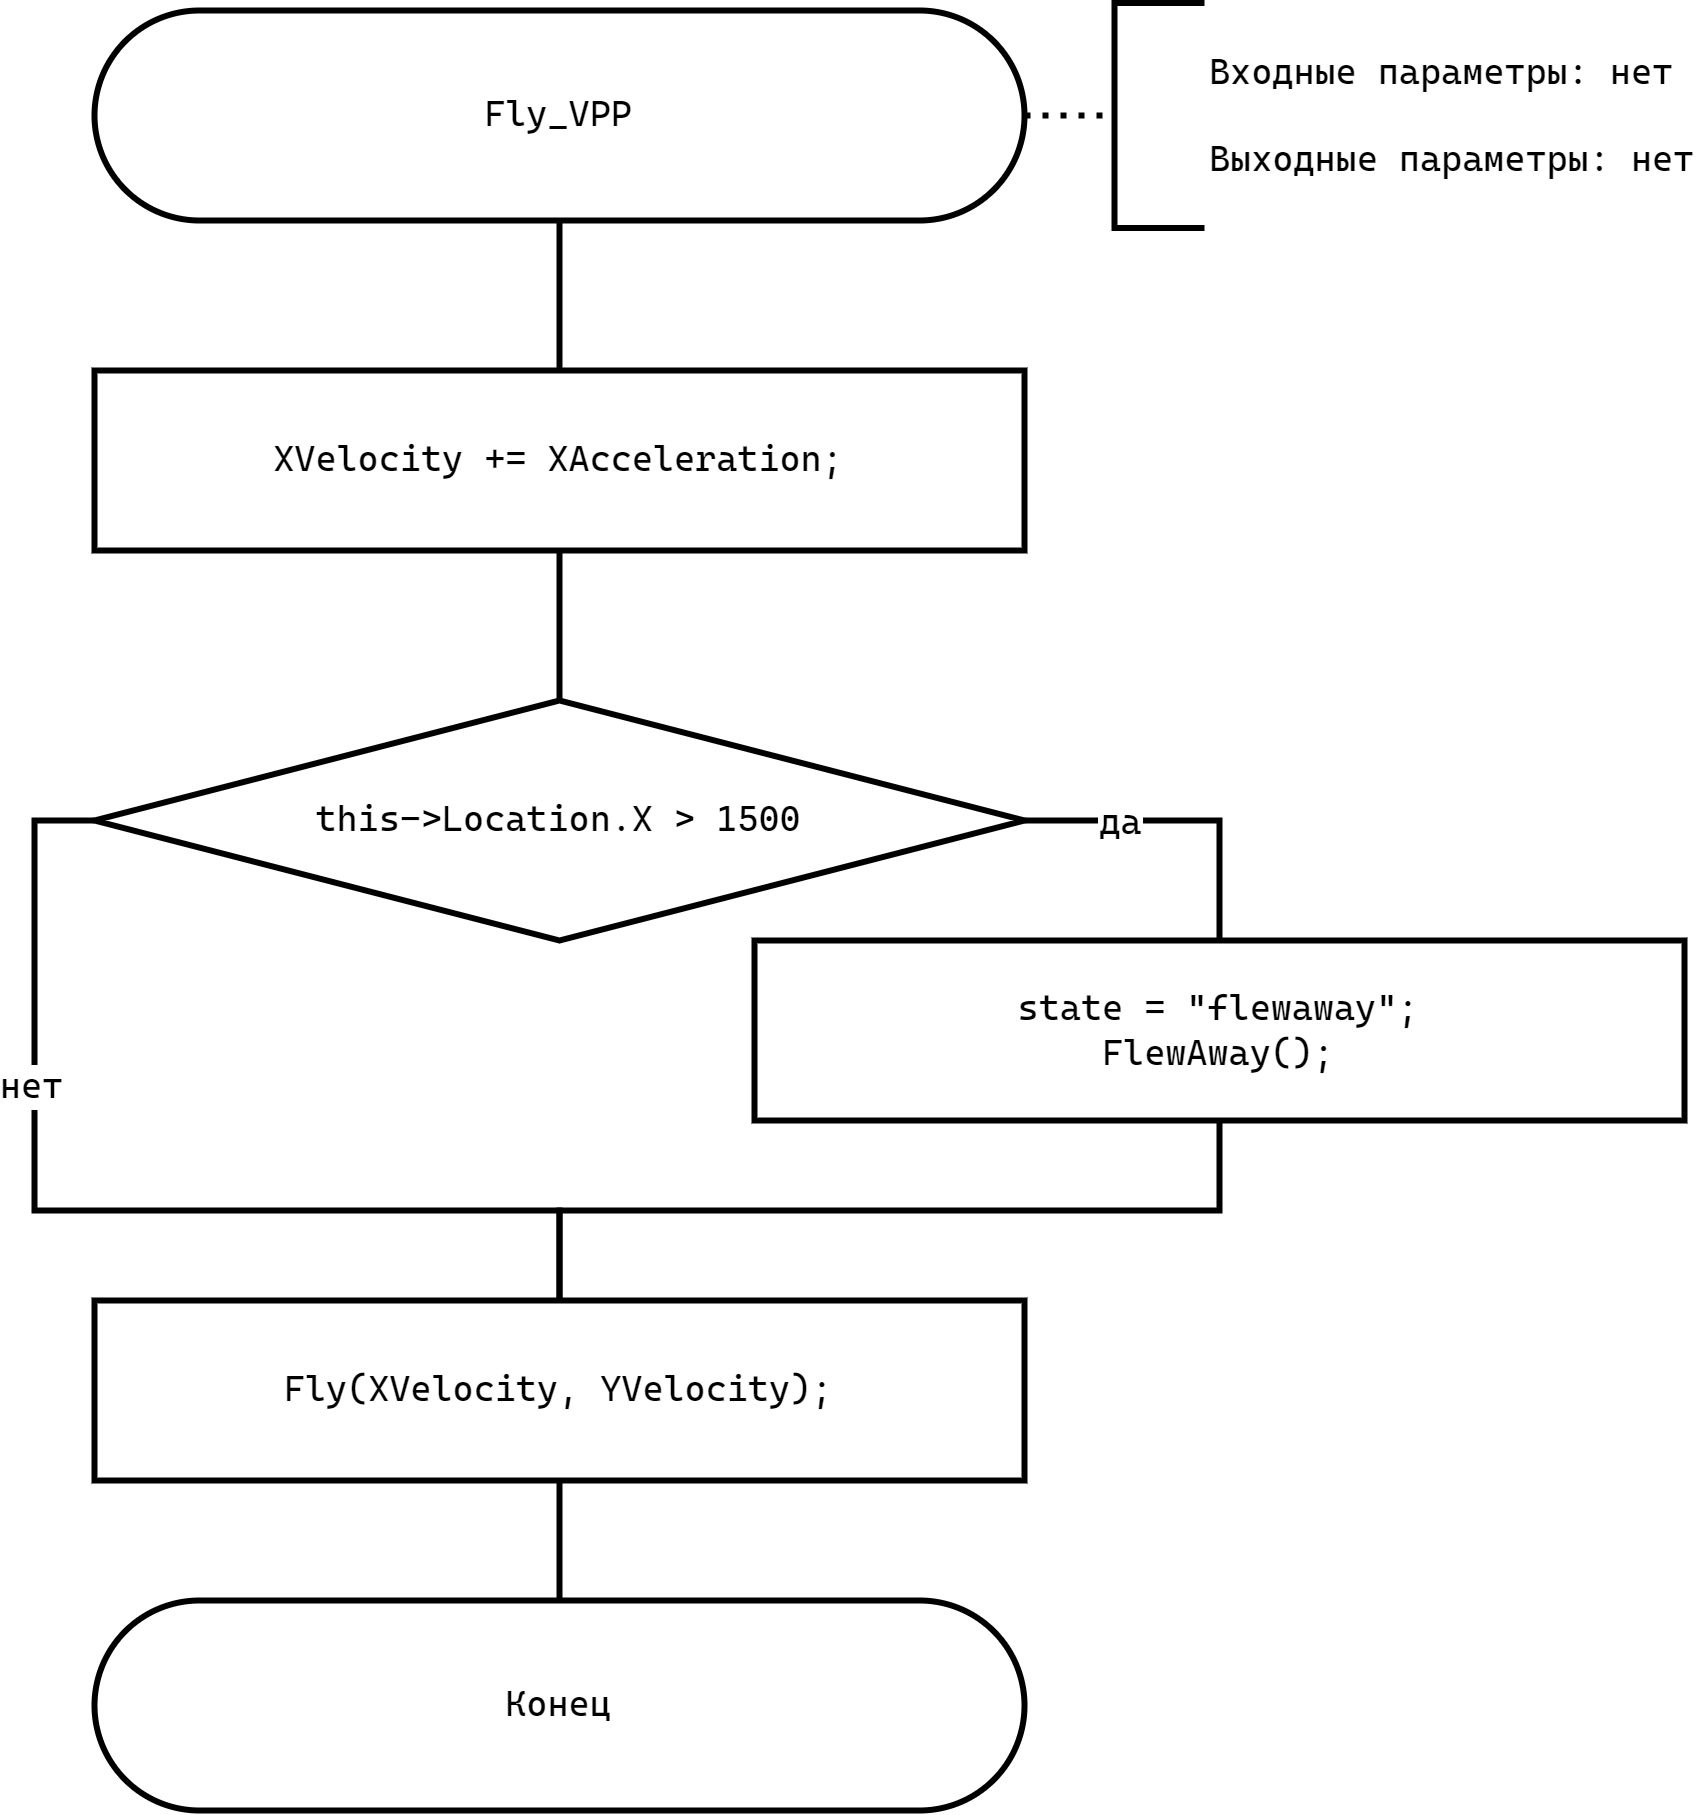 Fly_VPP
Входные параметры: нет
Выходные параметры: нет
XVelocity += XAcceleration;
this->Location.X > 1500
да
state = "flewaway";
FlewAway();
нет
Fly(XVelocity, YVelocity);
Конец